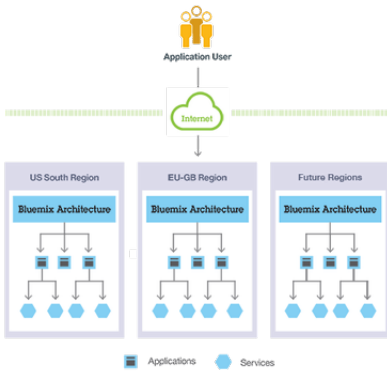 Application User
Internet
US South Region
EU-GB Region
Future Regions
Bluemix Architecture
Bluemix Architecture
Bluemix Architecture
Applications
Services